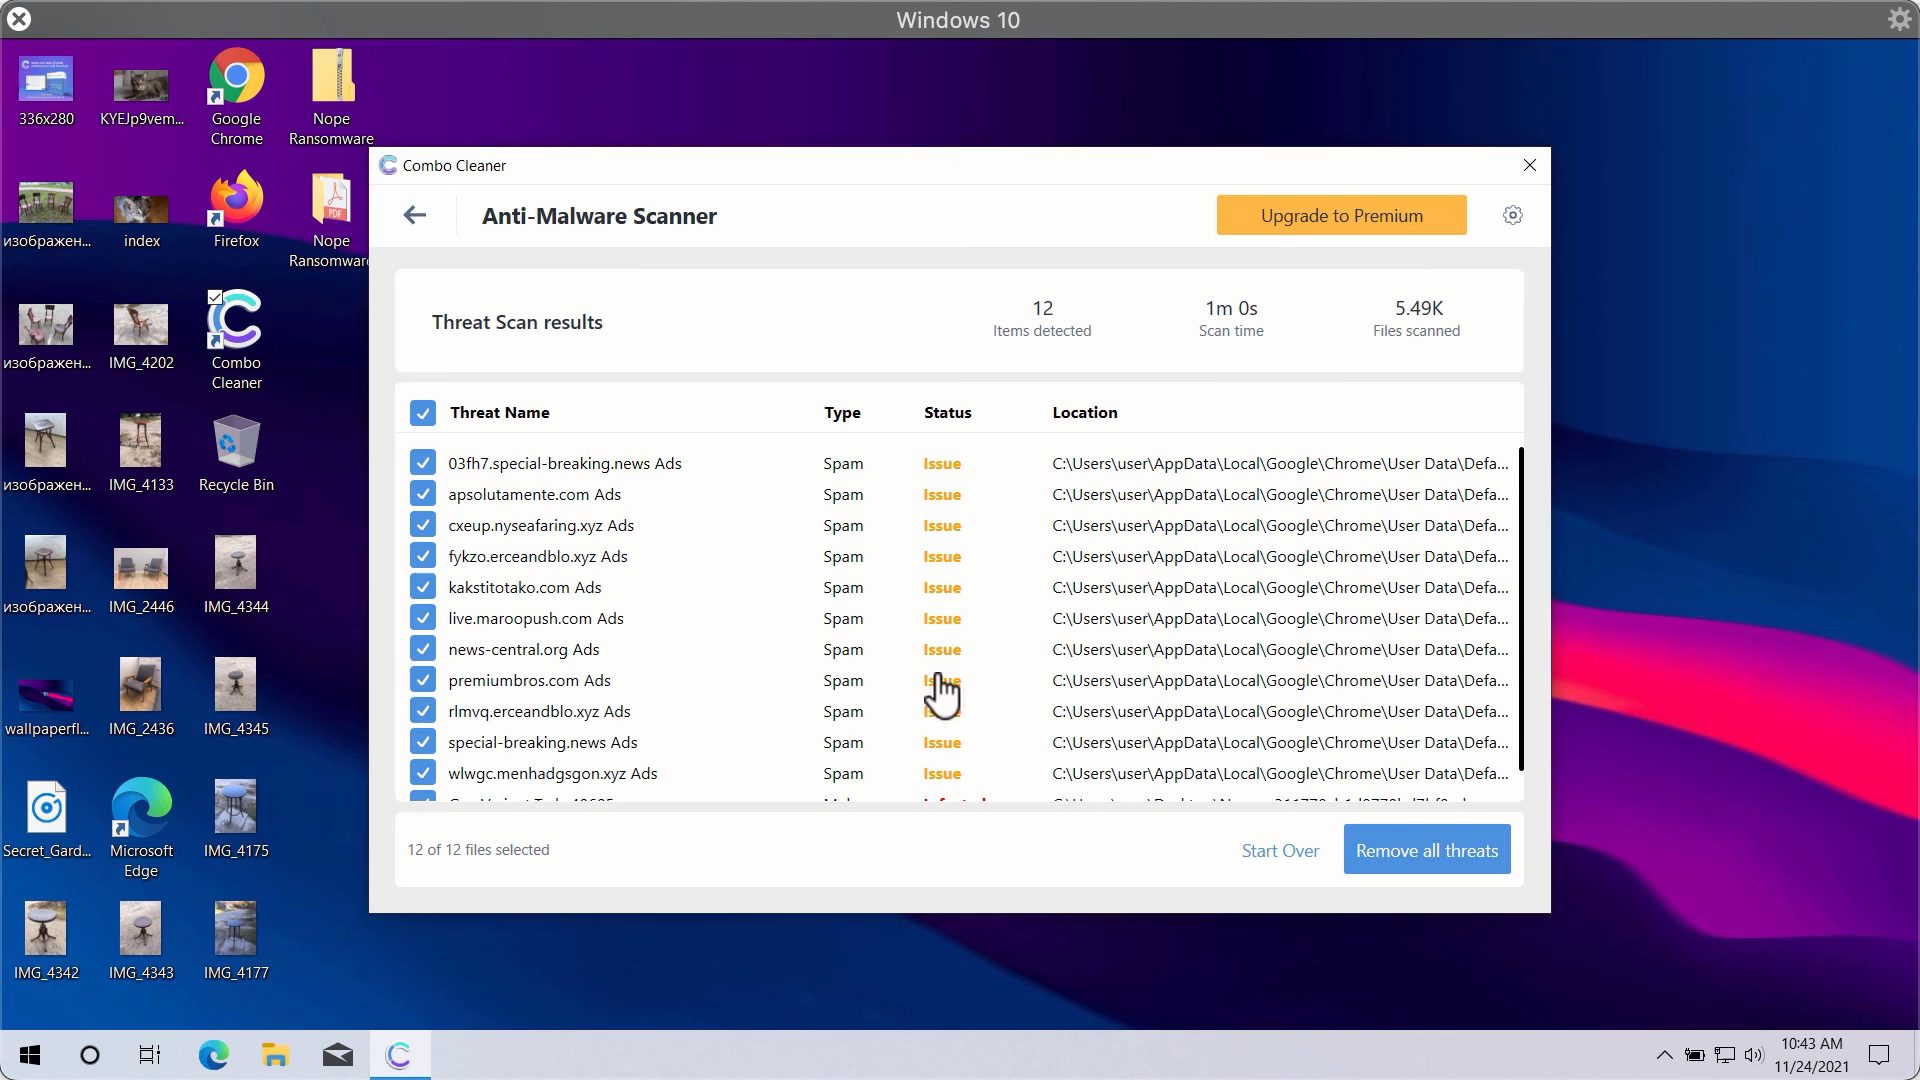 Windows 10
336x280
KYEJp9vem...
Google
Chrome
Nope
Ransomware
изображен...
index
Firefox
Nope
Ransomware
изображен...
IMG_4202
Combo
Cleaner
изображен...
IMG_4133
Recycle Bin
изображен...
IMG_2446
IMG_4344
wallpaperfl...
IMG_2436
IMG_4345
Secret_Gard...
Microsoft
Edge
IMG_4175
IMG_4342
IMG_4343
IMG_4177
Combo Cleaner
Anti-Malware Scanner
Upgrade to Premium
Threat Scan results
12
Items detected
1m 0s
Scan time
5.49K
Files scanned
Threat Name Type Status Location
03fh7.special-breaking.news Ads Spam Issue C:\Users\user\AppData\Local\Google\Chrome\User Data\Defa...
apsolutamente.com Ads Spam Issue C:\Users\user\AppData\Local\Google\Chrome\User Data\Defa...
cxeup.nyseafaring.xyz Ads Spam Issue C:\Users\user\AppData\Local\Google\Chrome\User Data\Defa...
fykzo.erceandblo.xyz Ads Spam Issue C:\Users\user\AppData\Local\Google\Chrome\User Data\Defa...
kakstitotako.com Ads Spam Issue C:\Users\user\AppData\Local\Google\Chrome\User Data\Defa...
live.maroopush.com Ads Spam Issue C:\Users\user\AppData\Local\Google\Chrome\User Data\Defa...
news-central.org Ads Spam Issue C:\Users\user\AppData\Local\Google\Chrome\User Data\Defa...
premiumbros.com Ads Spam Issue C:\Users\user\AppData\Local\Google\Chrome\User Data\Defa...
rlmvq.erceandblo.xyz Ads Spam Issue C:\Users\user\AppData\Local\Google\Chrome\User Data\Defa...
special-breaking.news Ads Spam Issue C:\Users\user\AppData\Local\Google\Chrome\User Data\Defa...
wlwgc.menhadgsgon.xyz Ads Spam Issue C:\Users\user\AppData\Local\Google\Chrome\User Data\Defa...
12 of 12 files selected
Start Over
Remove all threats
10:43 AM
11/24/2021